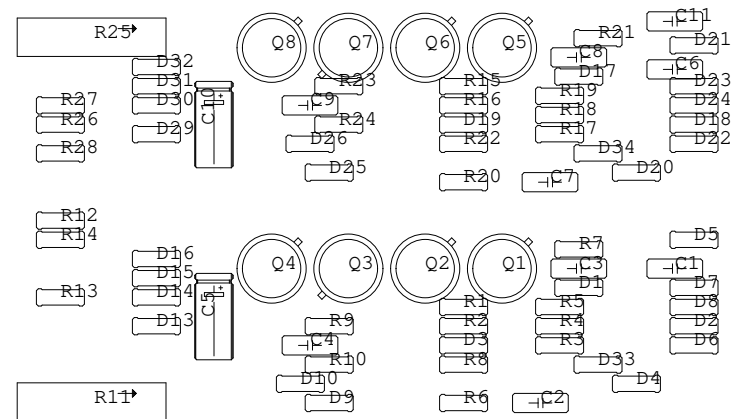 C11
R25 Q8 Q7 Q6 Q5 R21 D21
C8
D32 C6
D17
D31 R23 R15 D23
R19
R27 D30 C10 C9 R16 D24
R18
R26 R24 D19 D18
D29 R17
D26 R22 D22
R28 D34
D25 D20
R20 C7
R12
R14 D5
R7
D16 Q4 Q3 Q2 Q1 C3 C1
D15
D1 D7
R13 D14 C5 R1 R5 D8
D13 R9 R2 R4 D2
C4 D3 R3 D6
R10 R8 D33
D10 D4
R11 D9 R6 C2